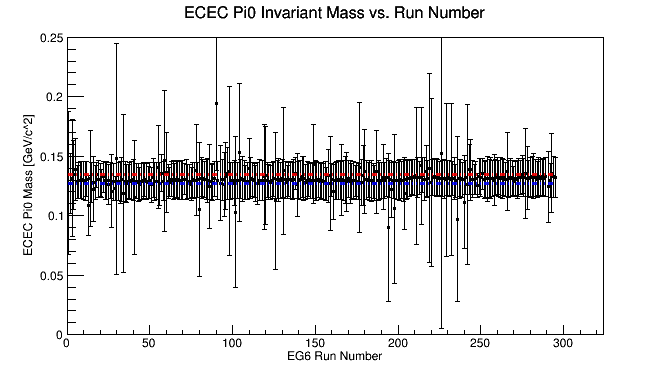 ECEC Pi0 Invariant Mass vs. Run Number
ECEC Pi0 Mass [GeV/c^2]
0.25
0.2
0.15
0.1
0.05
0
0 50 100 150 200 250 300
EG6 Run Number